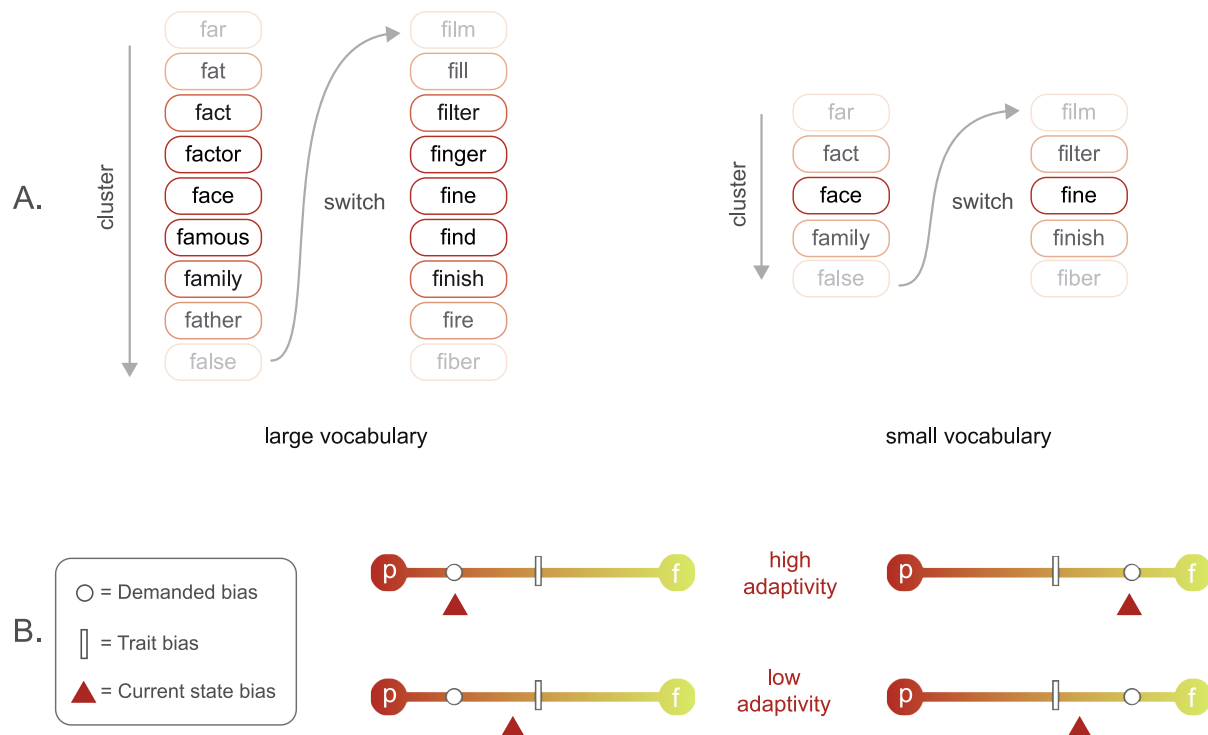 A.
cluster
far
fat
fact
factor
face
famous
family
father
false
switch
film
fill
filter
finger
fine
find
finish
fire
fiber
large vocabulary
cluster
far
fact
face
family
false
switch
film
filter
fine
finish
fiber
small vocabulary
B.
= Demanded bias
= Trait bias
= Current state bias
p
f
high
adaptivity
p
f
p
f
low
adaptivity
p
f